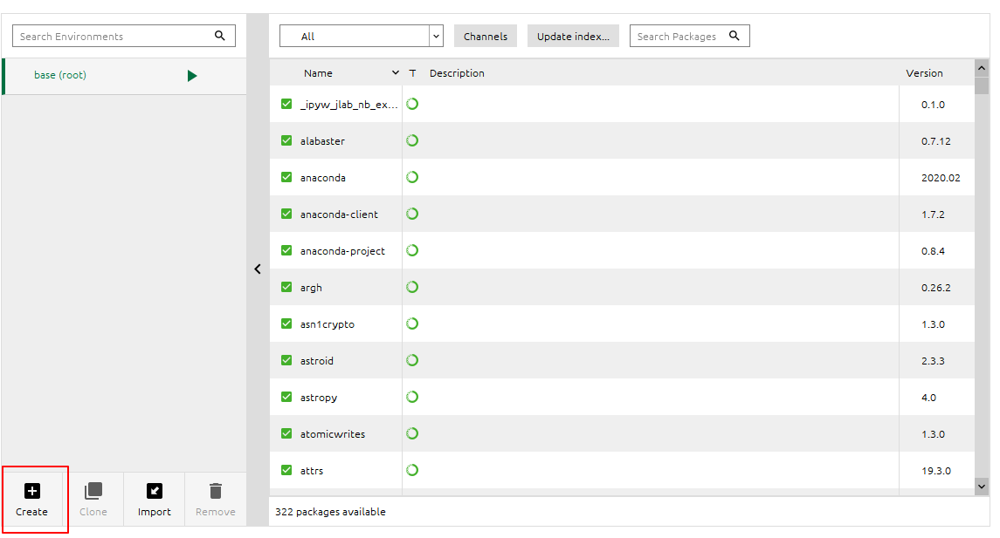 Search Environments
All
Channels
Update index...
Search Packages
base (root)
Name T Description Version
_ipyw_jlab_nb_ex... 0.1.0
alabaster 0.7.12
anaconda 2020.02
anaconda-client 1.7.2
anaconda-project 0.8.4
argh 0.26.2
asn1crypto 1.3.0
astroid 2.3.3
astropy 4.0
atomicwrites 1.3.0
attrs 19.3.0
Create
Clone
Import
Remove
322 packages available